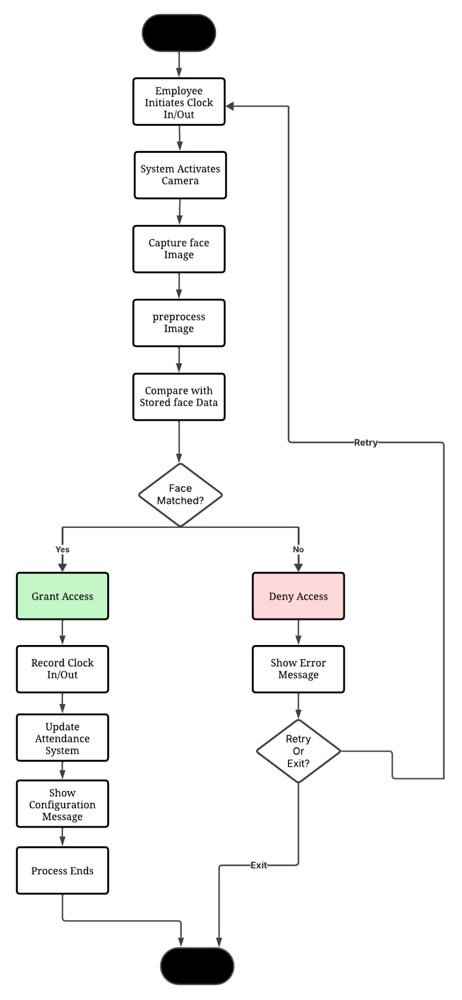 Employee
Initiates Clock
In/Out
System Activates
Camera
Capture face
Image
preprocess
Image
Compare with
Stored face Data
Retry
Face
Matched?
Yes
No
Grant Access
Deny Access
Record Clock
In/Out
Show Error
Message
Update
Attendance
System
Retry
Or
Exit?
Show
Configuration
Message
Process Ends
Exit